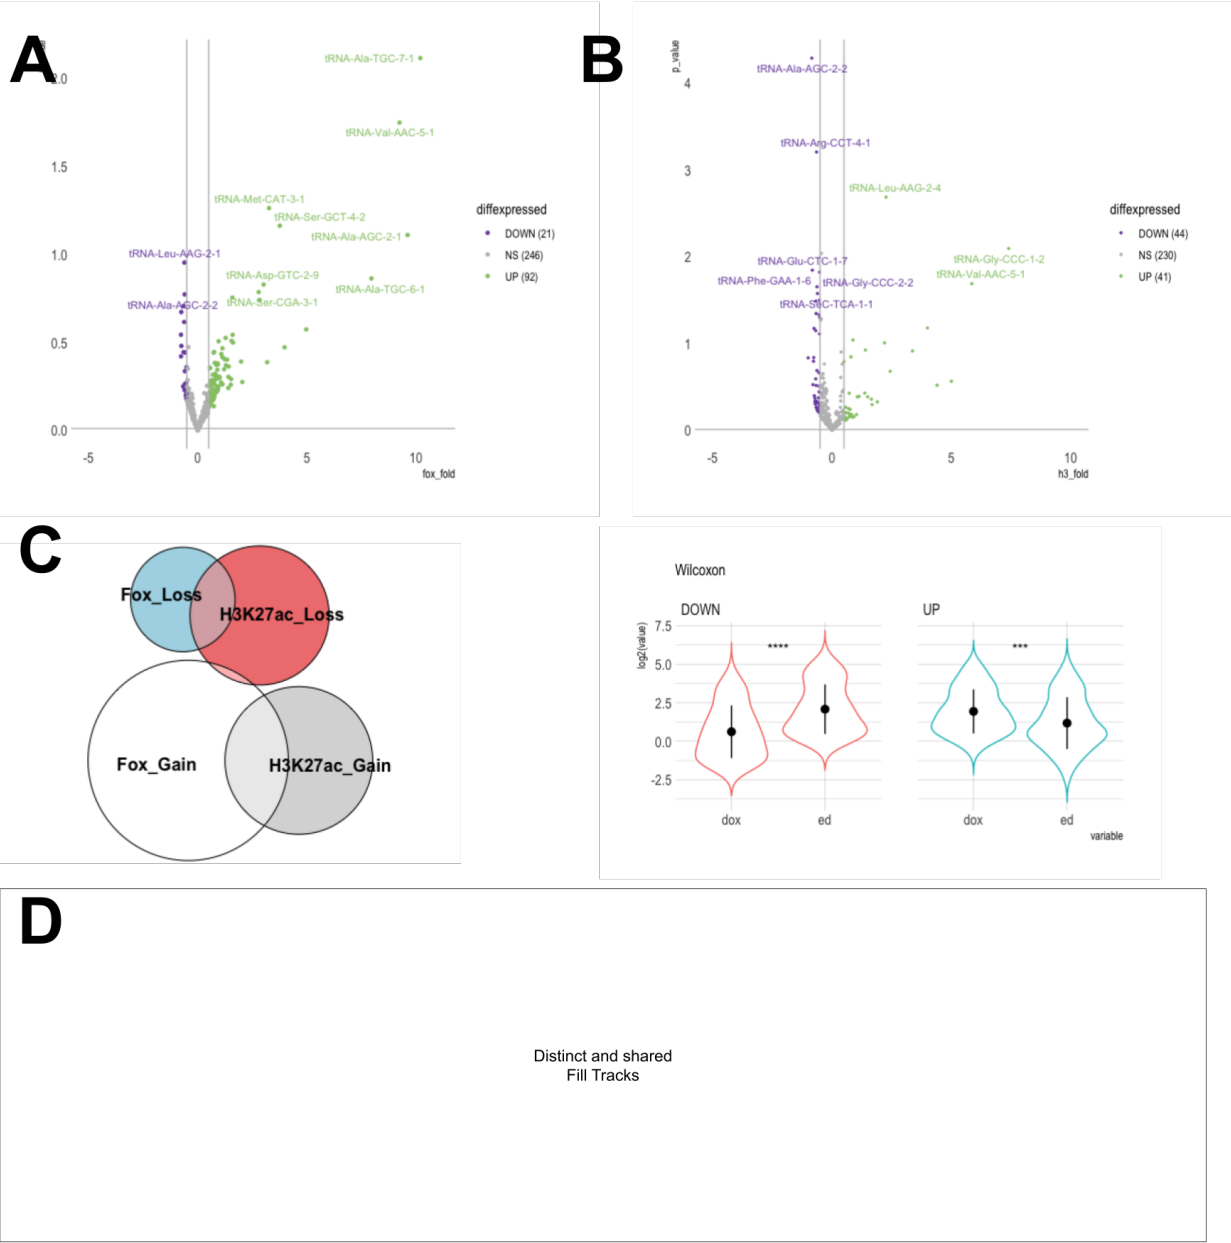 A
2.0
1.5
1.0
0.5
0.0
-5
0
5
10
fox_fold
tRNA-Ala-TGC-7-1
tRNA-Val-AAC-5-1
tRNA-Met-CAT-3-1
tRNA-Ser-GCT-4-2
tRNA-Ala-AGC-2-1
tRNA-Leu-AAG-2-1
tRNA-Asp-GTC-2-9
tRNA-Ala-TGC-6-1
tRNA-Ser-CGA-3-1
tRNA-Ala-AGC-2-2
diffexpressed
DOWN (21)
NS (246)
UP (92)
B
p_value
4
3
2
1
0
-5
0
5
10
h3_fold
tRNA-Ala-AGC-2-2
tRNA-Arg-CCT-4-1
tRNA-Leu-AAG-2-4
tRNA-Glu-CTC-1-7
tRNA-Gly-CCC-1-2
tRNA-Val-AAC-5-1
tRNA-Phe-GAA-1-6
tRNA-Gly-CCC-2-2
tRNA-SeC-TCA-1-1
diffexpressed
DOWN (44)
NS (230)
UP (41)
C
Fox_Loss
H3K27ac_Loss
Fox_Gain
H3K27ac_Gain
Wilcoxon
DOWN
UP
log2(value)
7.5
5.0
2.5
0.0
-2.5
****
***
dox
ed
dox
ed
variable
D
Distinct and shared
Fill Tracks